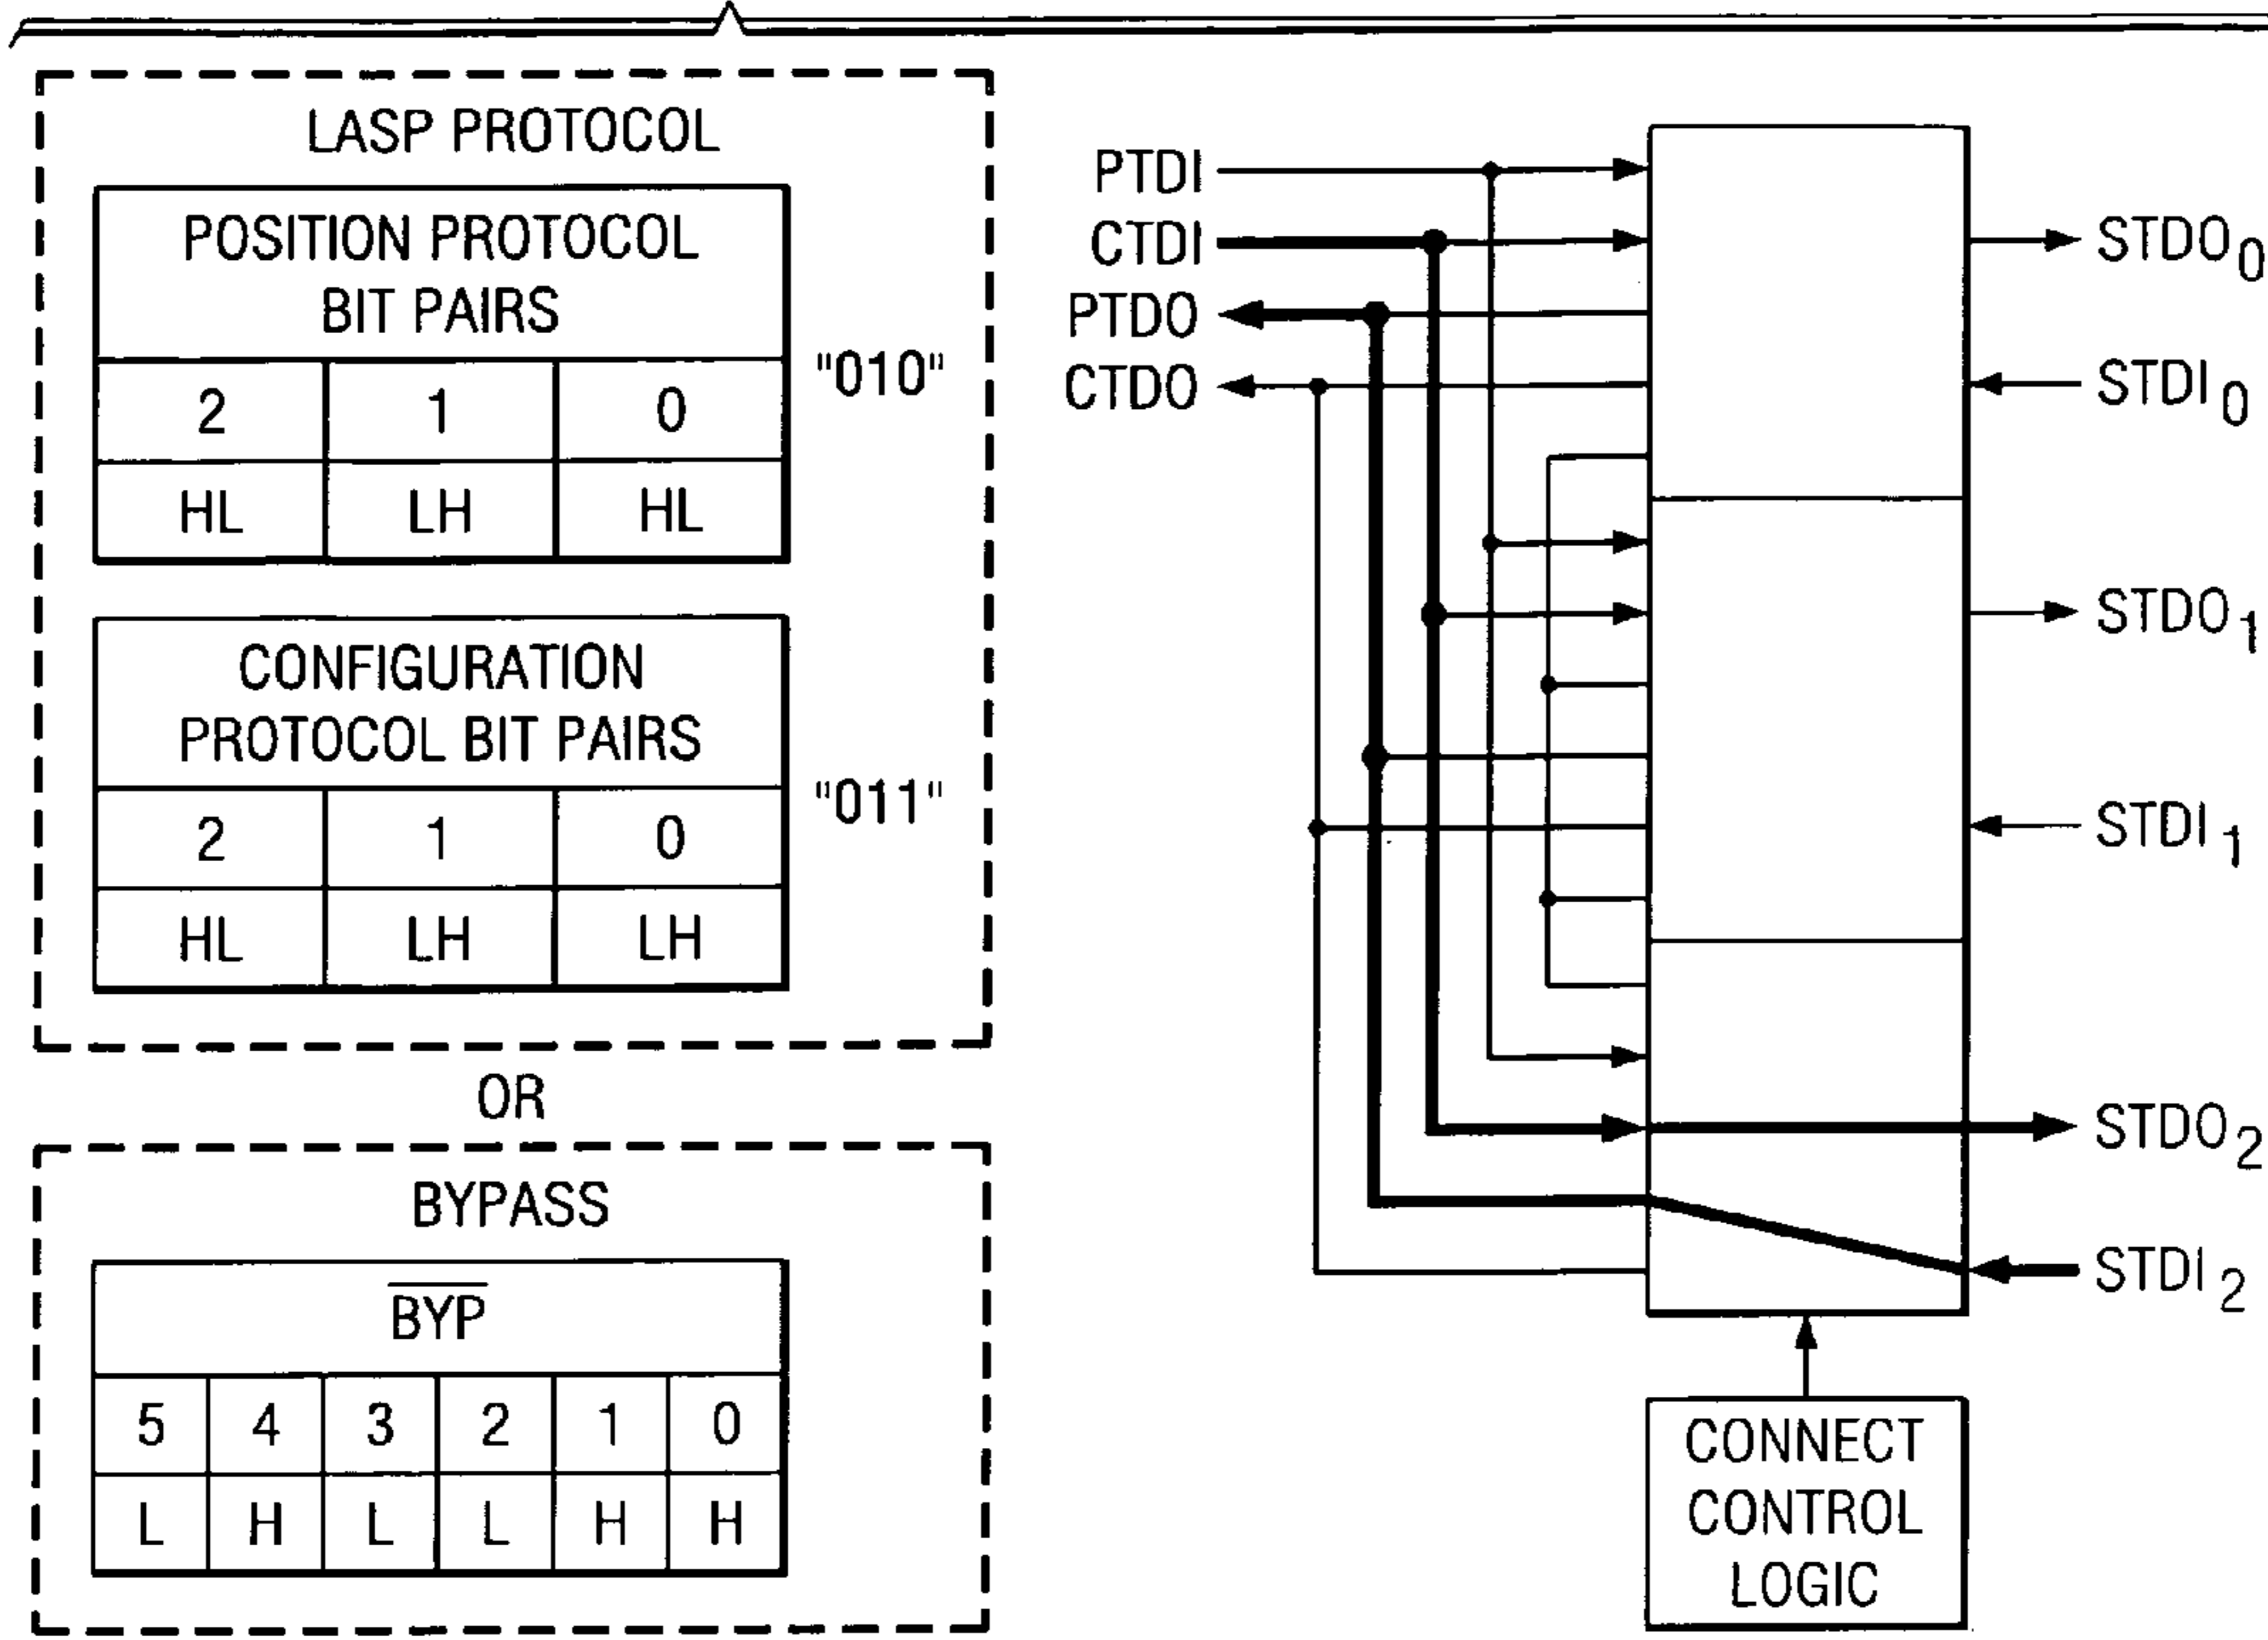 LASP PROTOCOL
POSITION PROTOCOL
BIT PAIRS
2 1 0
HL LH HL
"010"
CONFIGURATION
PROTOCOL BIT PAIRS
2 1 0
HL LH LH
"011"
OR
BYPASS
BYP
5 4 3 2 1 0
L H L L H H
PTDI
CTDI
PTDO
CTDO
STDO0
STDI0
STDO1
STDI1
STDO2
STDI2
CONNECT
CONTROL
LOGIC